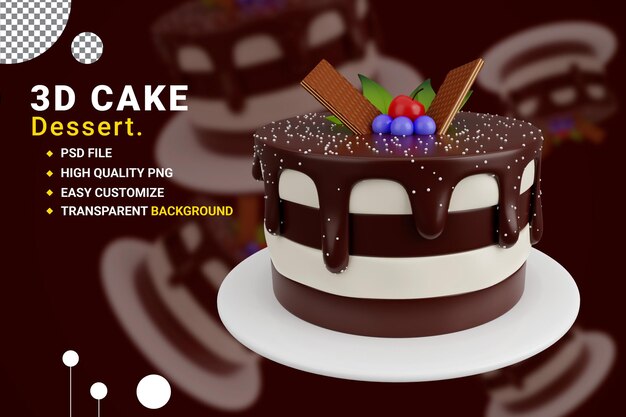 3D CAKE
Dessert.
PSD FILE
HIGH QUALITY PNG
EASY CUSTOMIZE
TRANSPARENT BACKGROUND